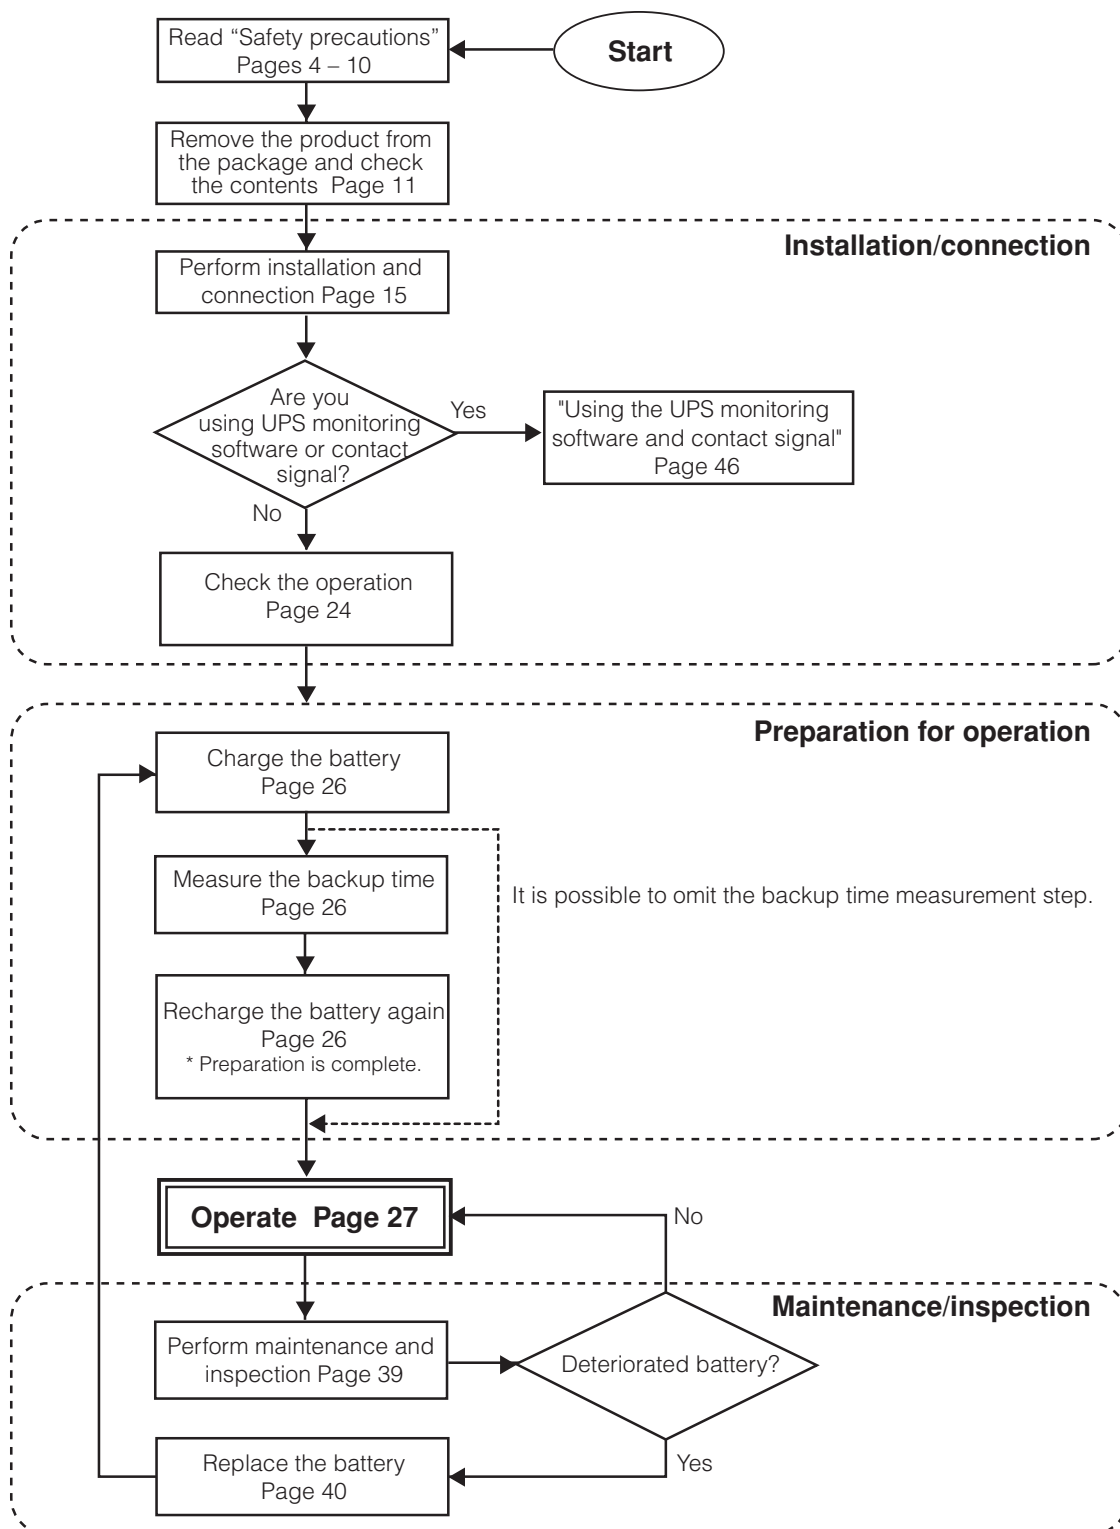 Start
Read “Safety precautions”
Pages 4 – 10
Remove the product from
the package and check
the contents Page 11
Installation/connection
Perform installation and
connection Page 15
Are you
using UPS monitoring
software or contact
signal?
Yes
"Using the UPS monitoring
software and contact signal"
Page 46
No
Check the operation
Page 24
Preparation for operation
Charge the battery
Page 26
Measure the backup time
Page 26
It is possible to omit the backup time measurement step.
Recharge the battery again
Page 26
* Preparation is complete.
Operate Page 27
No
Maintenance/inspection
Perform maintenance and
inspection Page 39
Deteriorated battery?
Yes
Replace the battery
Page 40